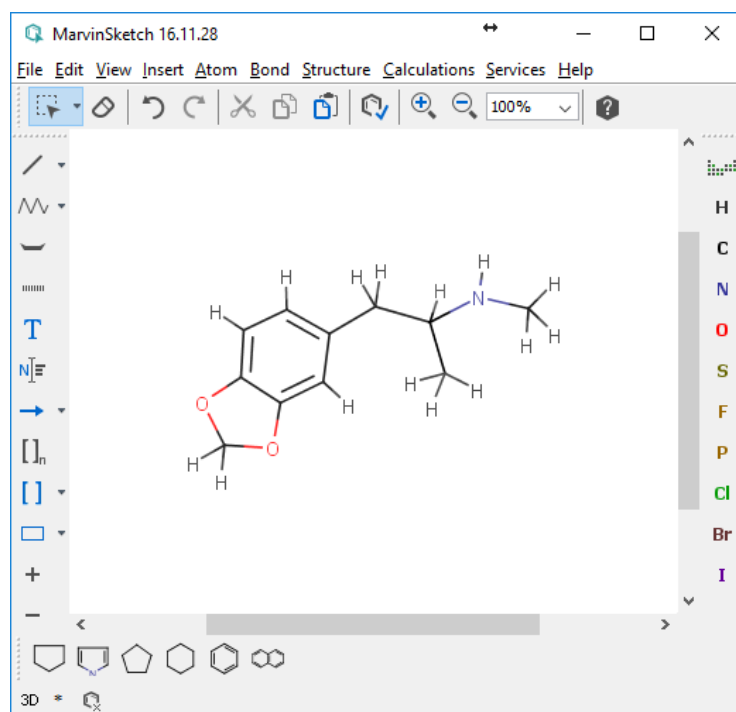 MarvinSketch 16.11.28
File Edit View Insert Atom Bond Structure Calculations Services Help
100%
?
H
C
N
O
S
F
P
Cl
Br
I
T
N
[ ]n
[ ]
+
−
H
H H
H
H
N
H
H
H
H
H
H
H
H
H
O
O
H
H
N
3D *